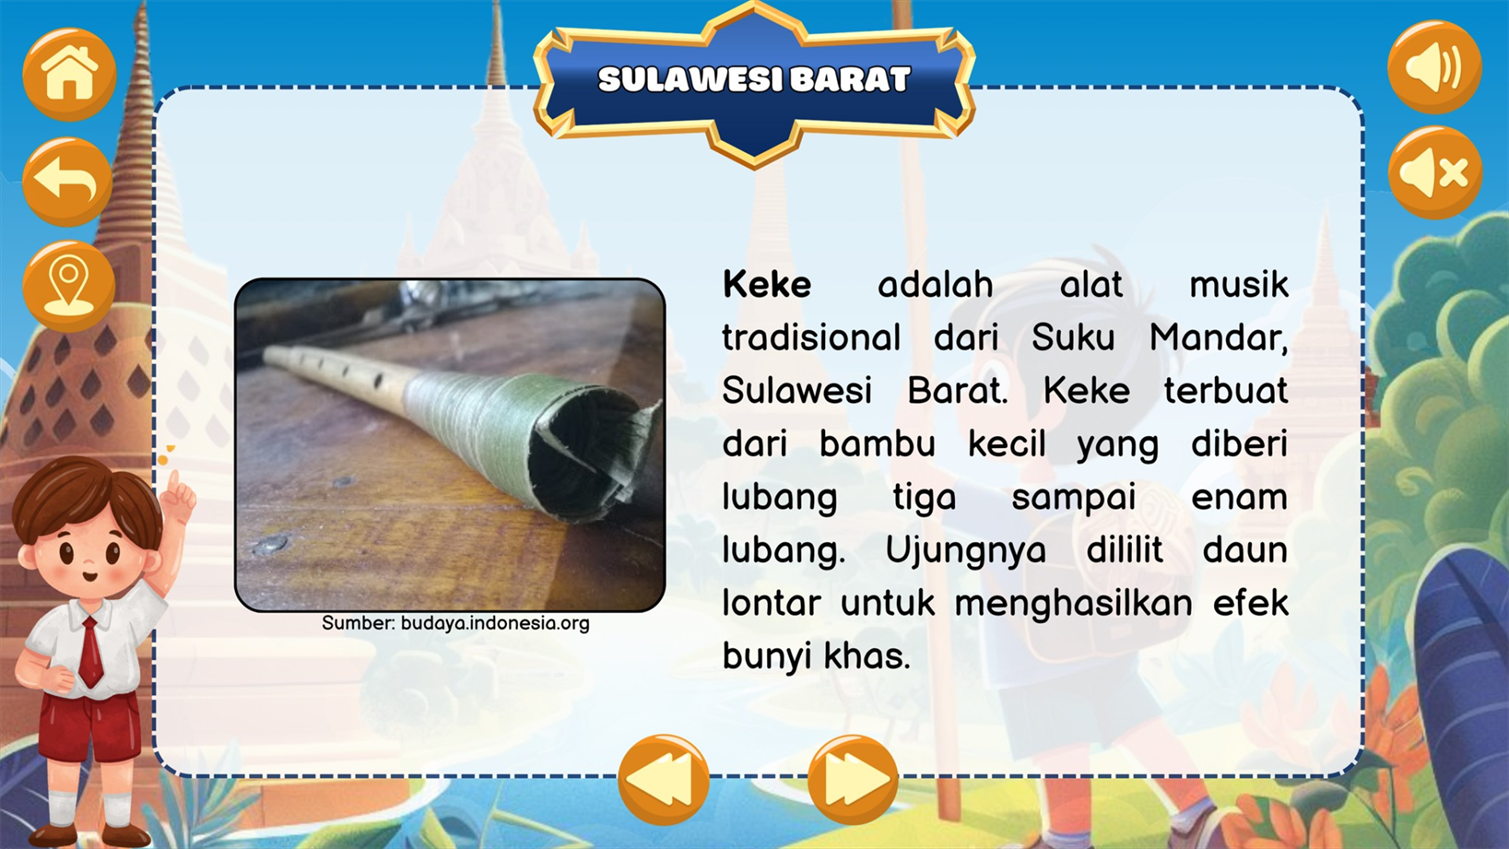 SULAWESI BARAT
Keke adalah alat musik
tradisional dari Suku Mandar,
Sulawesi Barat. Keke terbuat
dari bambu kecil yang diberi
lubang tiga sampai enam
lubang. Ujungnya dililit daun
lontar untuk menghasilkan efek
bunyi khas.
Sumber: budaya.indonesia.org